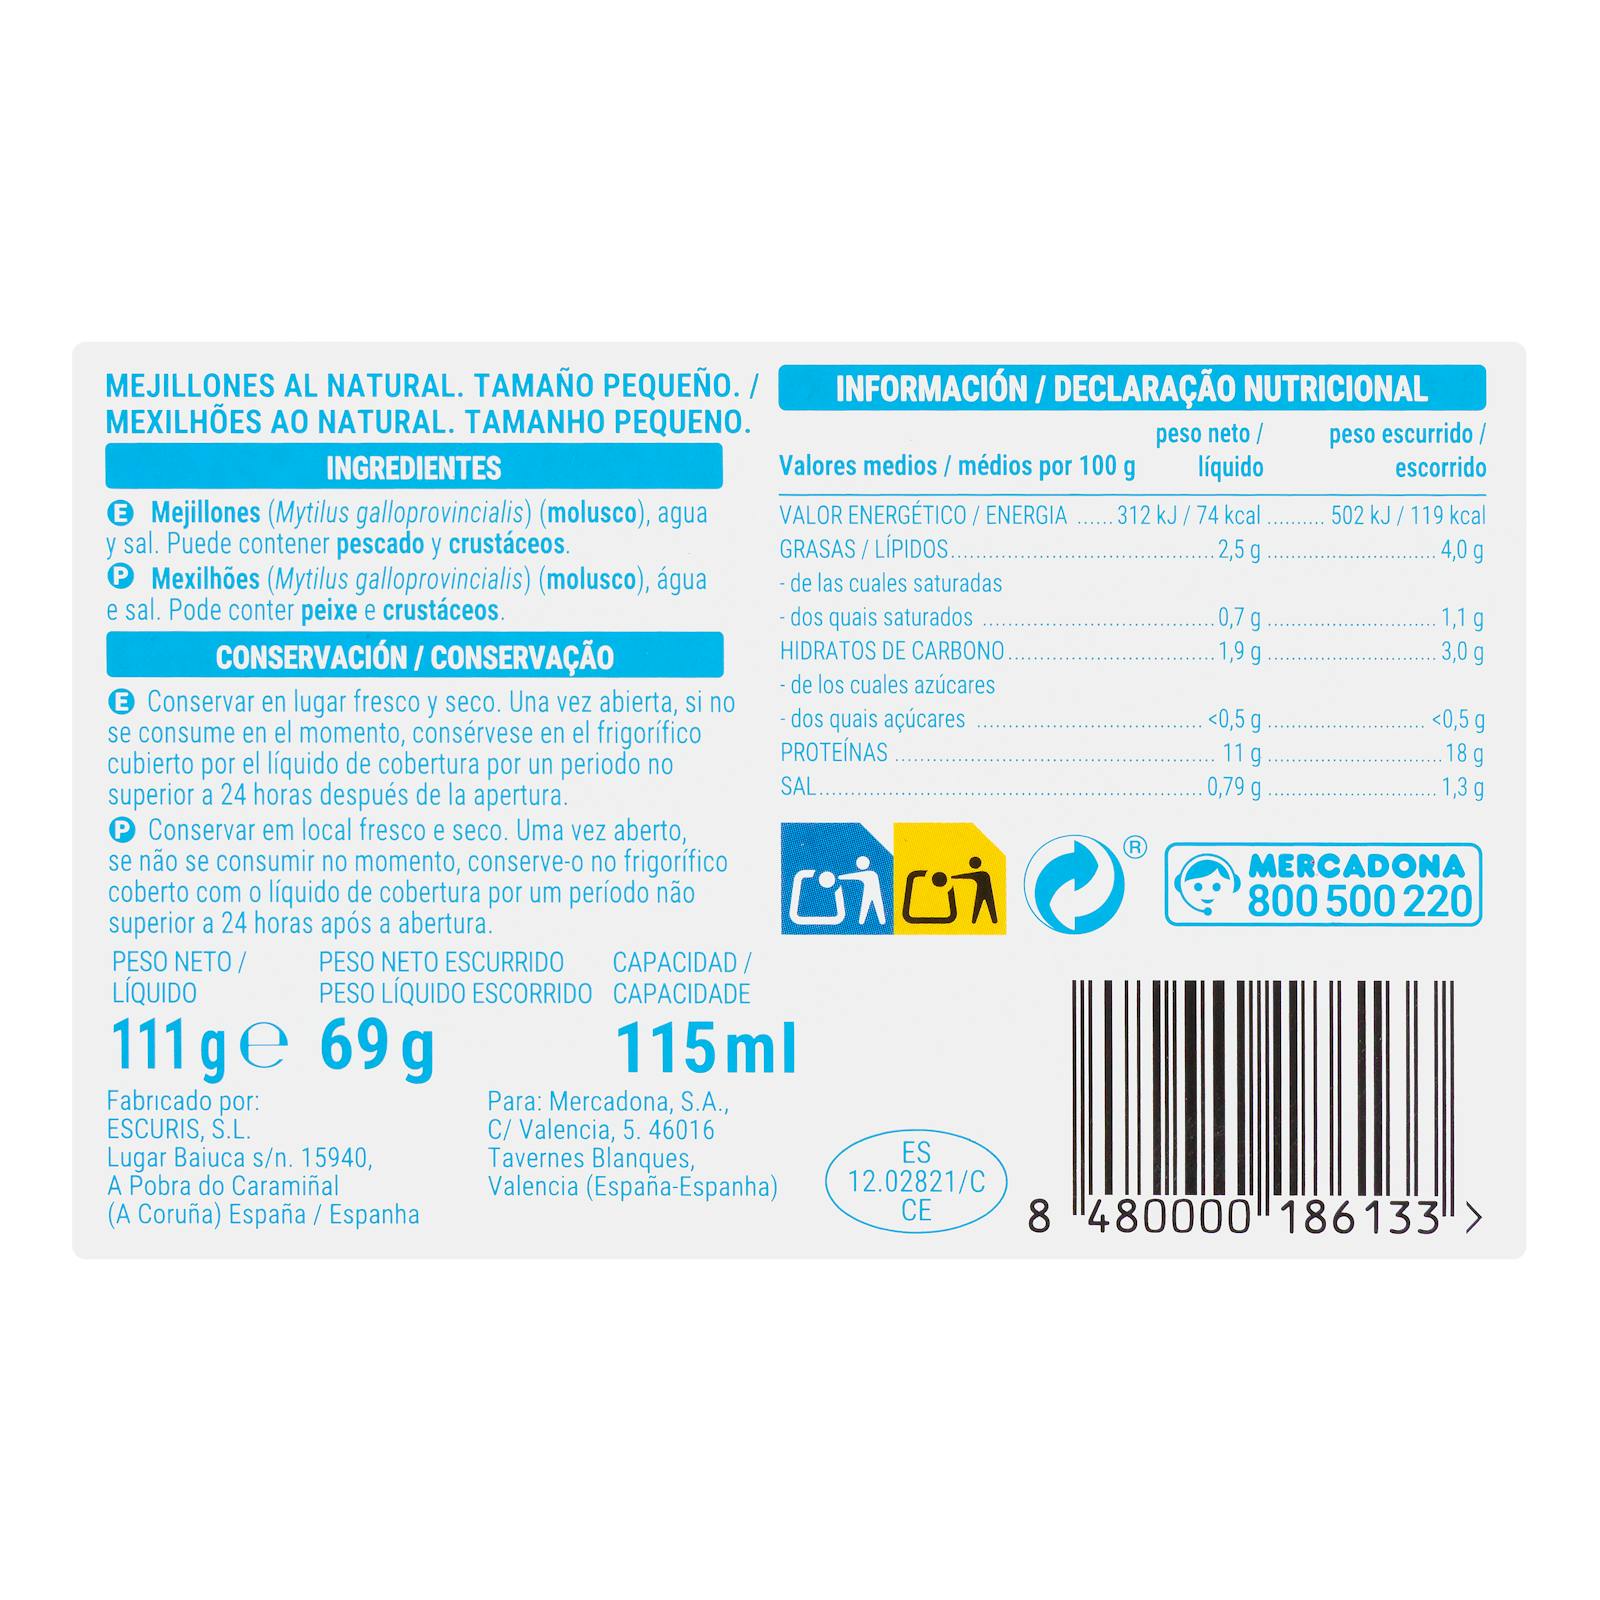 MEJILLONES AL NATURAL. TAMAÑO PEQUEÑO. /
MEXILHÕES AO NATURAL. TAMANHO PEQUENO.
INGREDIENTES
E Mejillones (Mytilus galloprovincialis) (molusco), agua
y sal. Puede contener pescado y crustáceos.
P Mexilhões (Mytilus galloprovincialis) (molusco), água
e sal. Pode conter peixe e crustáceos.
CONSERVACIÓN / CONSERVAÇÃO
E Conservar en lugar fresco y seco. Una vez abierta, si no
se consume en el momento, consérvese en el frigorífico
cubierto por el líquido de cobertura por un periodo no
superior a 24 horas después de la apertura.
P Conservar em local fresco e seco. Uma vez aberto,
se não se consumir no momento, conserve-o no frigorífico
coberto com o líquido de cobertura por um período não
superior a 24 horas após a abertura.
PESO NETO / PESO NETO ESCURRIDO CAPACIDAD /
LÍQUIDO PESO LÍQUIDO ESCORRIDO CAPACIDADE
111 g ℮ 69 g 115 ml
Fabricado por:
ESCURIS, S.L.
Lugar Baiuca s/n. 15940,
A Pobra do Caramiñal
(A Coruña) España / Espanha
Para: Mercadona, S.A.,
C/ Valencia, 5. 46016
Tavernes Blanques,
Valencia (España-Espanha)
INFORMACIÓN / DECLARAÇÃO NUTRICIONAL
peso neto / peso escurrido /
Valores medios / médios por 100 g líquido escorrido
VALOR ENERGÉTICO / ENERGIA ...... 312 kJ / 74 kcal .......... 502 kJ / 119 kcal
GRASAS / LÍPIDOS ...... 2,5 g ...... 4,0 g
- de las cuales saturadas
- dos quais saturados ...... 0,7 g ...... 1,1 g
HIDRATOS DE CARBONO ...... 1,9 g ...... 3,0 g
- de los cuales azúcares
- dos quais açúcares ...... <0,5 g ...... <0,5 g
PROTEÍNAS ...... 11 g ...... 18 g
SAL ...... 0,79 g ...... 1,3 g
®
MERCADONA
800 500 220
ES
12.02821/C
CE
8 480000 186133 >